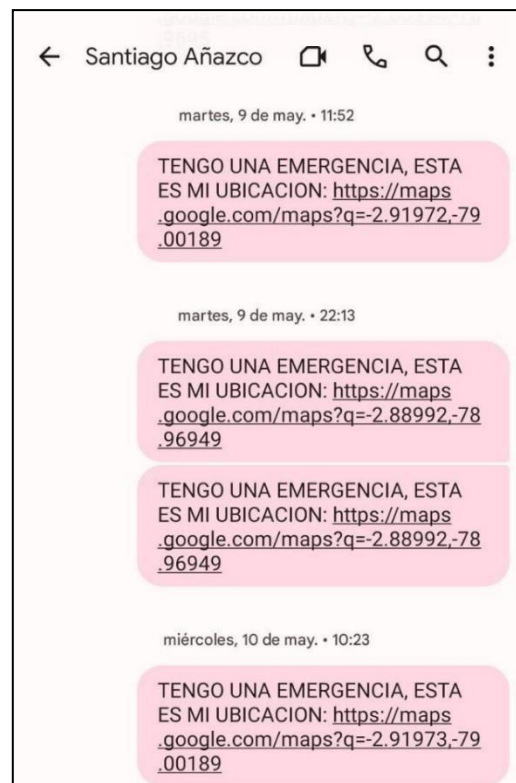 Santiago Añazco
martes, 9 de may. • 11:52
TENGO UNA EMERGENCIA, ESTA
ES MI UBICACION: https://maps
.google.com/maps?q=-2.91972,-79
.00189
martes, 9 de may. • 22:13
TENGO UNA EMERGENCIA, ESTA
ES MI UBICACION: https://maps
.google.com/maps?q=-2.88992,-78
.96949
TENGO UNA EMERGENCIA, ESTA
ES MI UBICACION: https://maps
.google.com/maps?q=-2.88992,-78
.96949
miércoles, 10 de may. • 10:23
TENGO UNA EMERGENCIA, ESTA
ES MI UBICACION: https://maps
.google.com/maps?q=-2.91973,-79
.00189